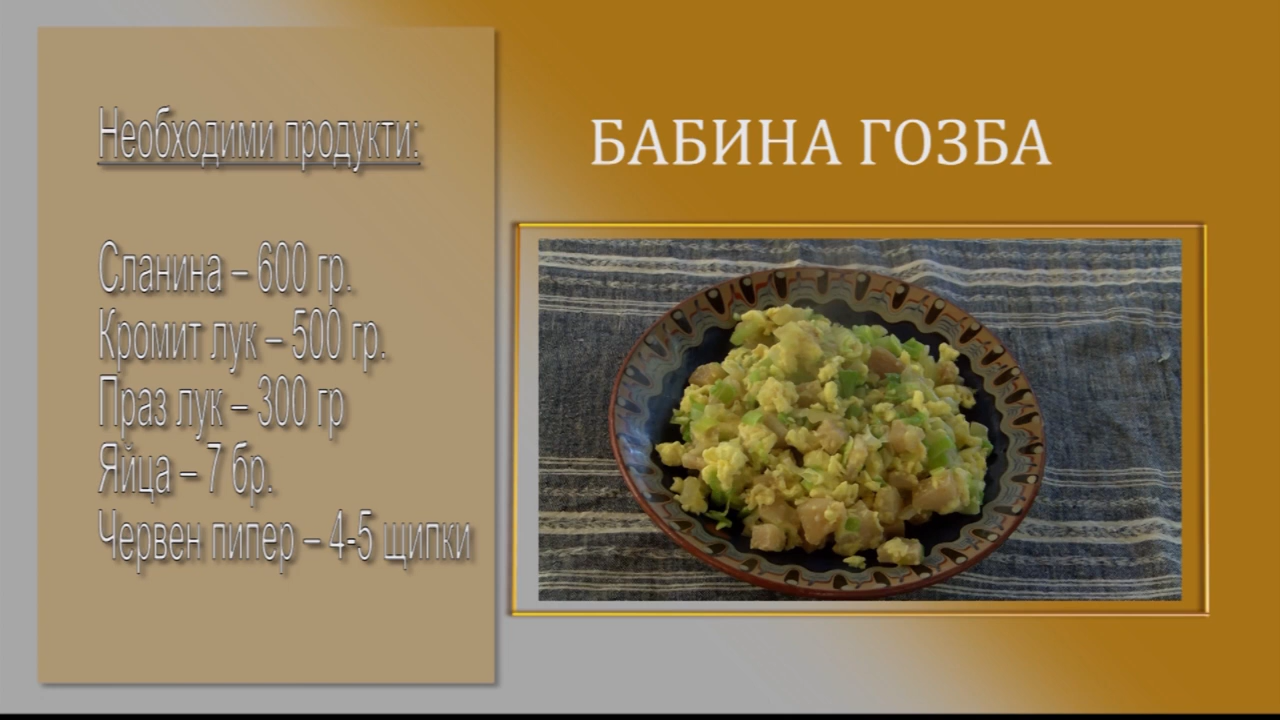 Необходими продукти:
Сланина – 600 гр.
Кромит лук – 500 гр.
Праз лук – 300 гр
Яйца – 7 бр.
Червен пипер – 4-5 щипки
БАБИНА ГОЗБА